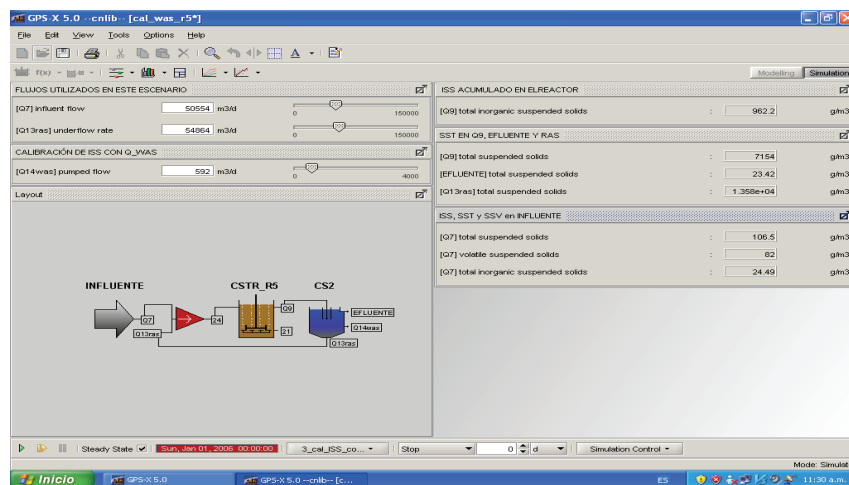 GPS-X 5.0 --cnlib-- [cal_was_r5*]
File Edit View Tools Options Help
f(x)
A
Modelling Simulation
FLUJOS UTILIZADOS EN ESTE ESCENARIO
[Q7] influent flow 50554 m3/d 0 150000
[Q13ras] underflow rate 54864 m3/d 0 150000
CALIBRACIÓN DE ISS CON Q_WAS
[Q14was] pumped flow 592 m3/d 0 4000
Layout
INFLUENTE CSTR_R5 CS2
Q7 24 Q9 EFLUENTE
Q13ras 21 Q14was
Q13ras
ISS ACUMULADO EN ELREACTOR
[Q9] total inorganic suspended solids : 962.2 g/m3
SST EN Q9, EFLUENTE Y RAS
[Q9] total suspended solids : 7154 g/m3
[EFLUENTE] total suspended solids : 23.42 g/m3
[Q13ras] total suspended solids : 1.358e+04 g/m3
ISS, SST y SSV en INFLUENTE
[Q7] total suspended solids : 106.5 g/m3
[Q7] volatile suspended solids : 82 g/m3
[Q7] total inorganic suspended solids : 24.49 g/m3
Steady State Sun, Jan 01, 2006 00:00:00 3_cal_ISS_co... Stop 0 d Simulation Control
Mode: Simulat
Inicio GPS-X 5.0 GPS-X 5.0 --cnlib-- [c... ES 11:30 a.m.